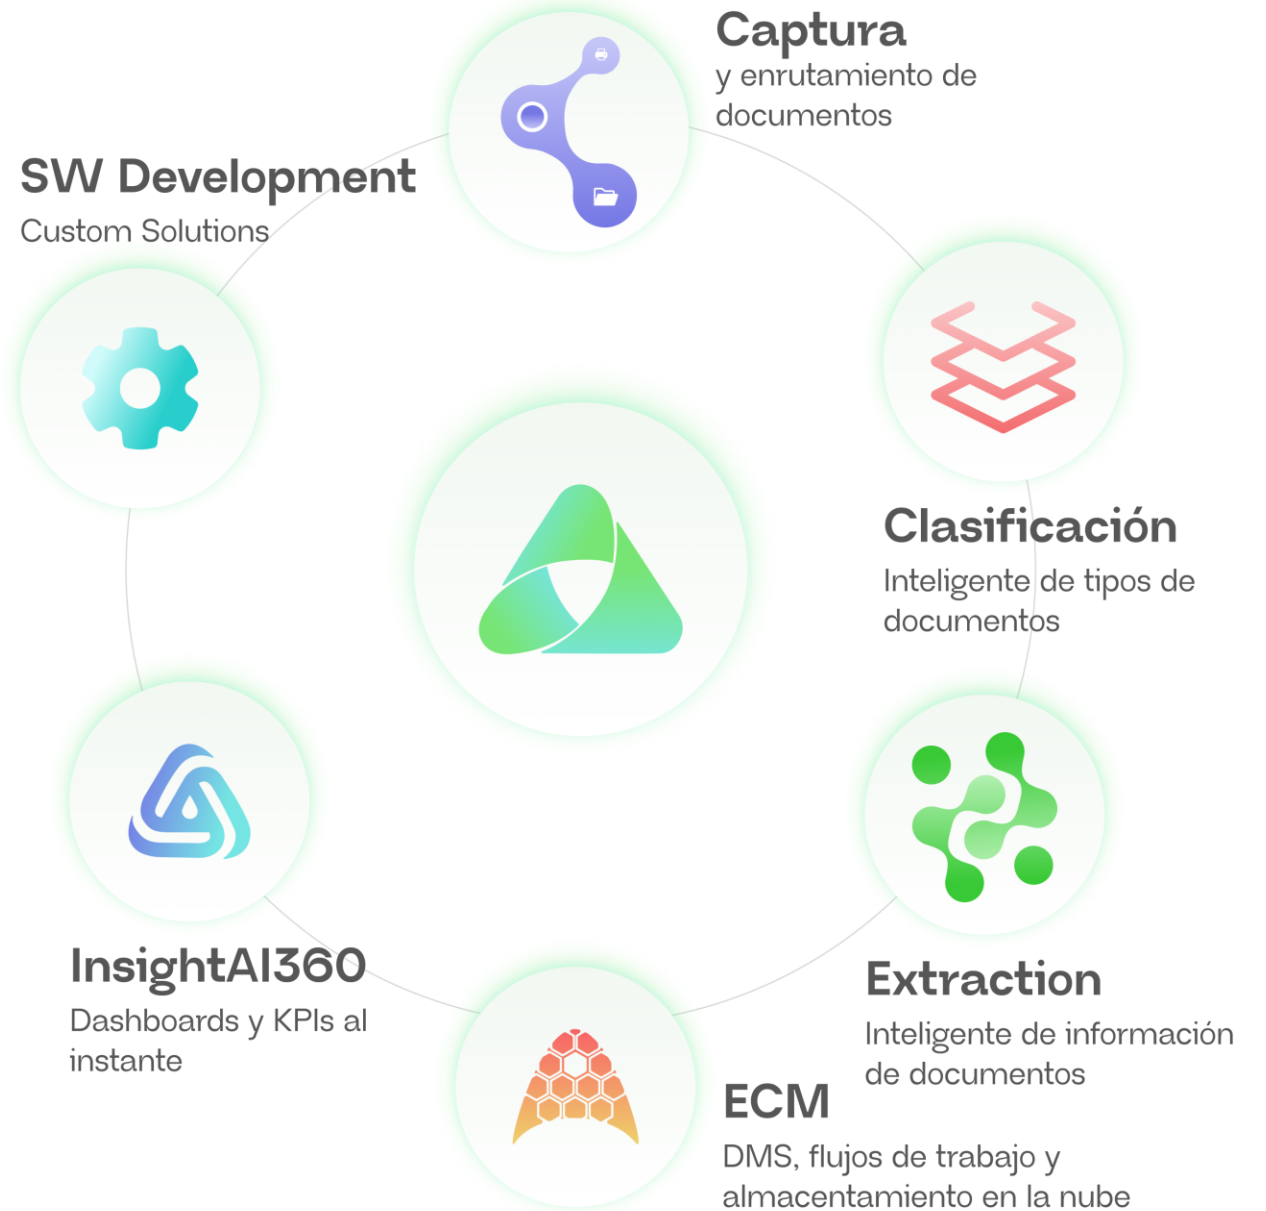 Captura
y enrutamiento de
documentos
SW Development
Custom Solutions
Clasificación
Inteligente de tipos de
documentos
InsightAI360
Dashboards y KPIs al
instante
Extraction
Inteligente de información
de documentos
ECM
DMS, flujos de trabajo y
almacentamiento en la nube